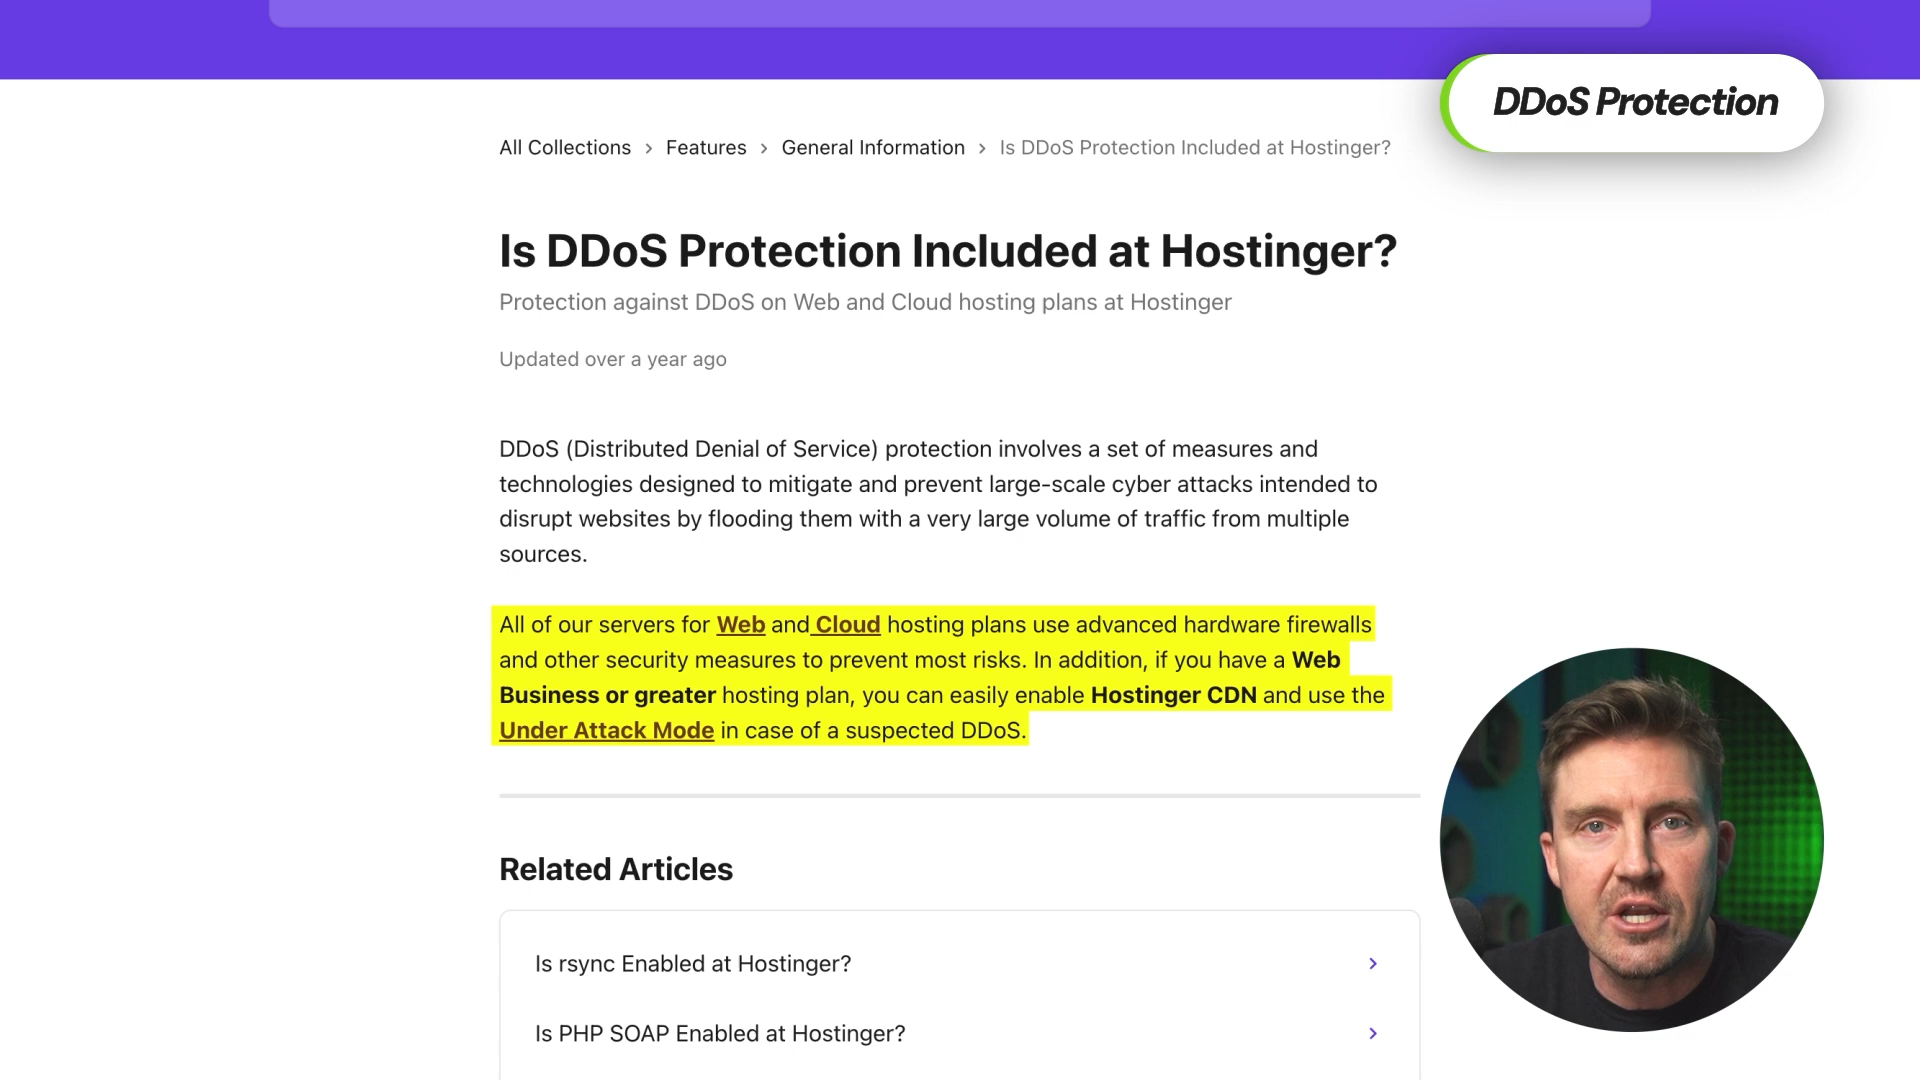 DDoS Protection
All Collections > Features > General Information > Is DDoS Protection Included at Hostinger?
Is DDoS Protection Included at Hostinger?
Protection against DDoS on Web and Cloud hosting plans at Hostinger
Updated over a year ago
DDoS (Distributed Denial of Service) protection involves a set of measures and
technologies designed to mitigate and prevent large-scale cyber attacks intended to
disrupt websites by flooding them with a very large volume of traffic from multiple
sources.
All of our servers for Web and Cloud hosting plans use advanced hardware firewalls
and other security measures to prevent most risks. In addition, if you have a Web
Business or greater hosting plan, you can easily enable Hostinger CDN and use the
Under Attack Mode in case of a suspected DDoS.
Related Articles
Is rsync Enabled at Hostinger?
Is PHP SOAP Enabled at Hostinger?